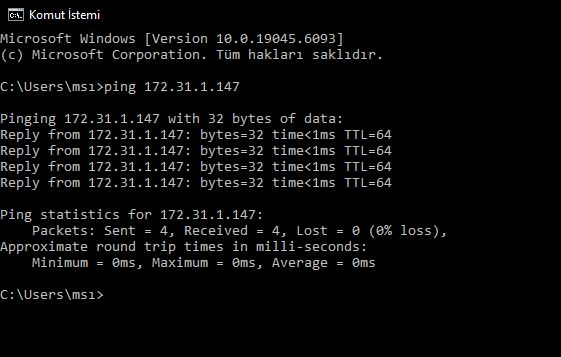 Komut İstemi
Microsoft Windows [Version 10.0.19045.6093]
(c) Microsoft Corporation. Tüm hakları saklıdır.
C:\Users\msı>ping 172.31.1.147
Pinging 172.31.1.147 with 32 bytes of data:
Reply from 172.31.1.147: bytes=32 time<1ms TTL=64
Reply from 172.31.1.147: bytes=32 time<1ms TTL=64
Reply from 172.31.1.147: bytes=32 time<1ms TTL=64
Reply from 172.31.1.147: bytes=32 time<1ms TTL=64
Ping statistics for 172.31.1.147:
Packets: Sent = 4, Received = 4, Lost = 0 (0% loss),
Approximate round trip times in milli-seconds:
Minimum = 0ms, Maximum = 0ms, Average = 0ms
C:\Users\msı>